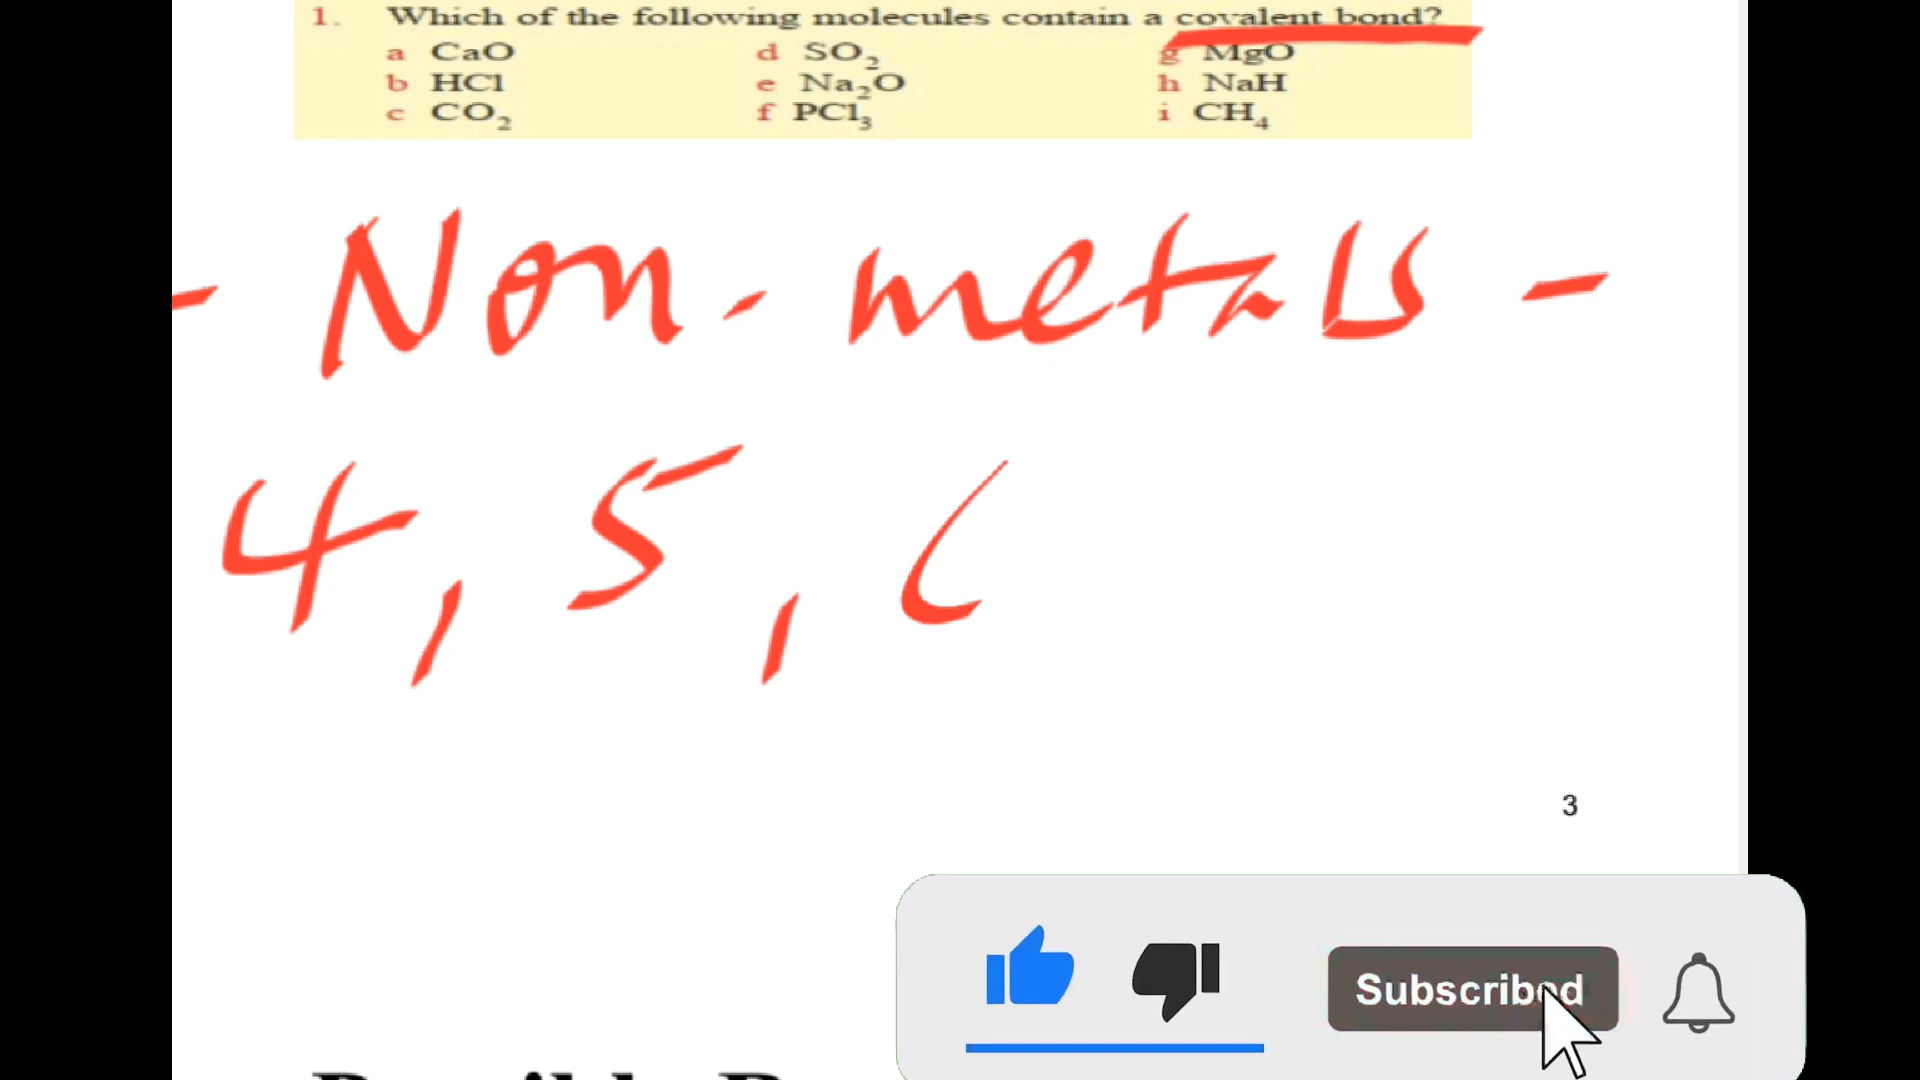 1. Which of the following molecules contain a covalent bond?
a CaO d SO₂ g MgO
b HCl e Na₂O h NaH
c CO₂ f PCl₃ i CH₄
- Non-metals -
4, 5, 6
3
Subscribed